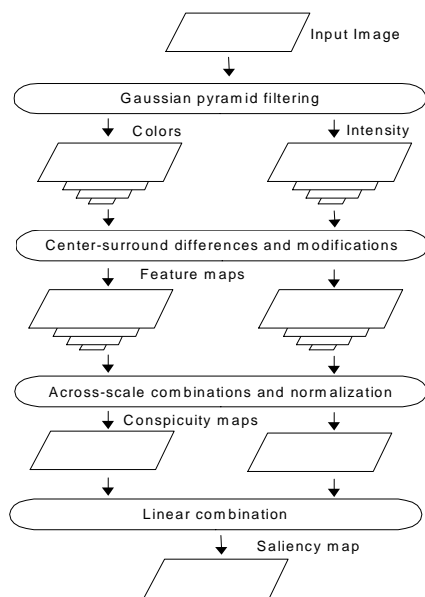 Input Image
Gaussian pyramid filtering
Colors
Intensity
Center-surround differences and modifications
Feature maps
Across-scale combinations and normalization
Conspicuity maps
Linear combination
Saliency map